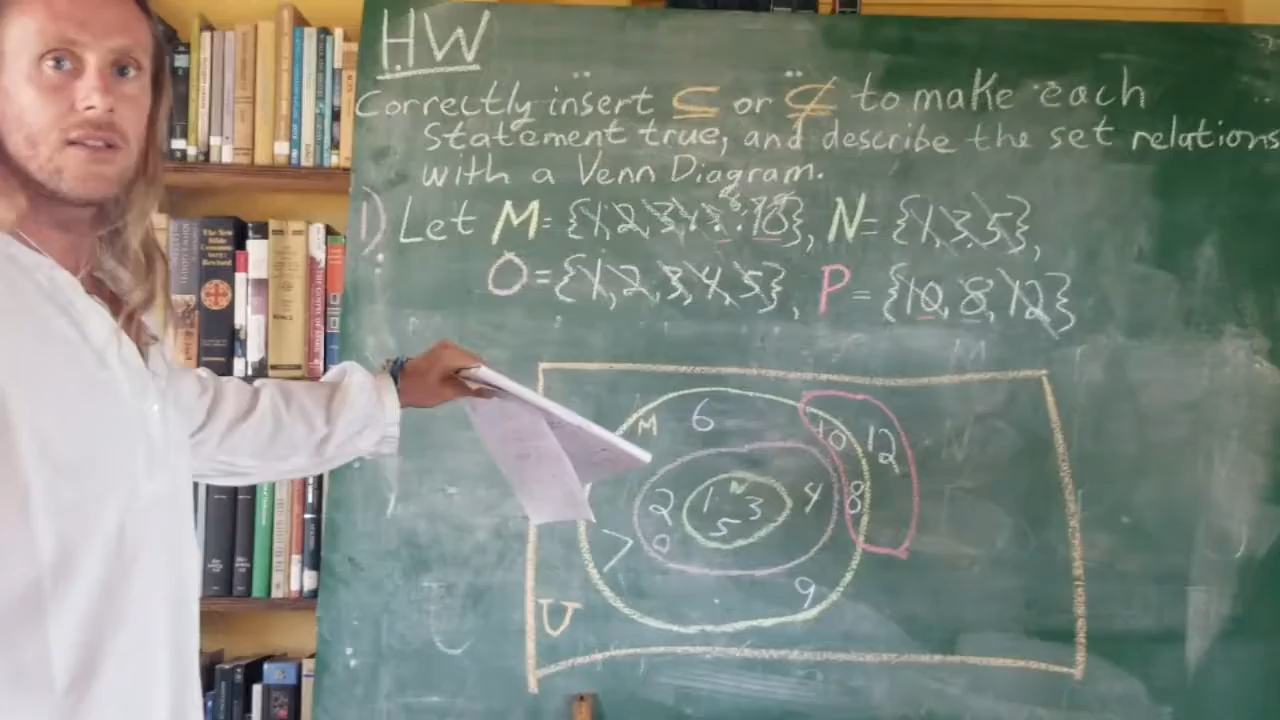 HW
Correctly insert ⊆ or ⊈ to make each
statement true, and describe the set relations
with a Venn Diagram.
1) Let M = {1,2,3,4...10}, N = {1,3,5},
O = {1,2,3,4,5}, P = {10,8,12}
M 6 10 12
2 1 N 3 4 8
5
O
7
9
U